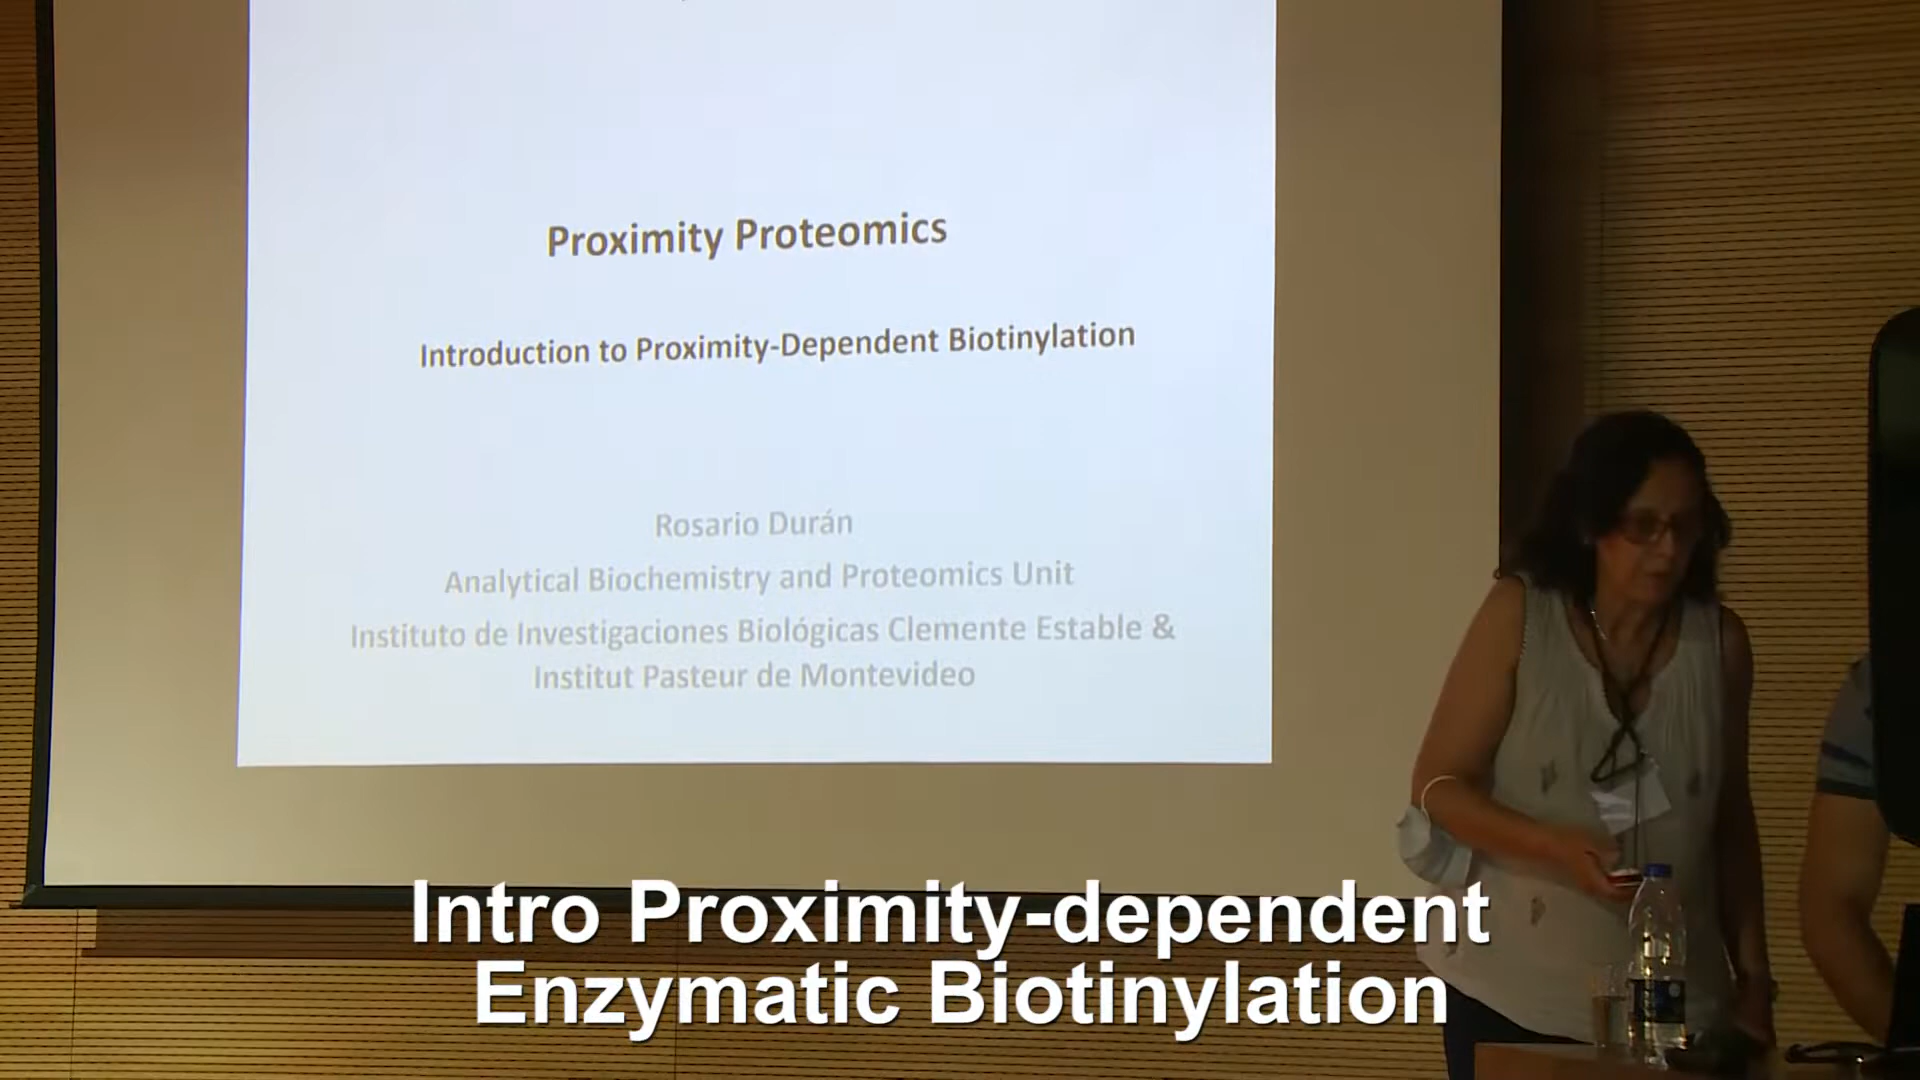 Proximity Proteomics
Introduction to Proximity-Dependent Biotinylation
Rosario Durán
Analytical Biochemistry and Proteomics Unit
Instituto de Investigaciones Biológicas Clemente Estable &
Institut Pasteur de Montevideo
Intro Proximity-dependent
Enzymatic Biotinylation